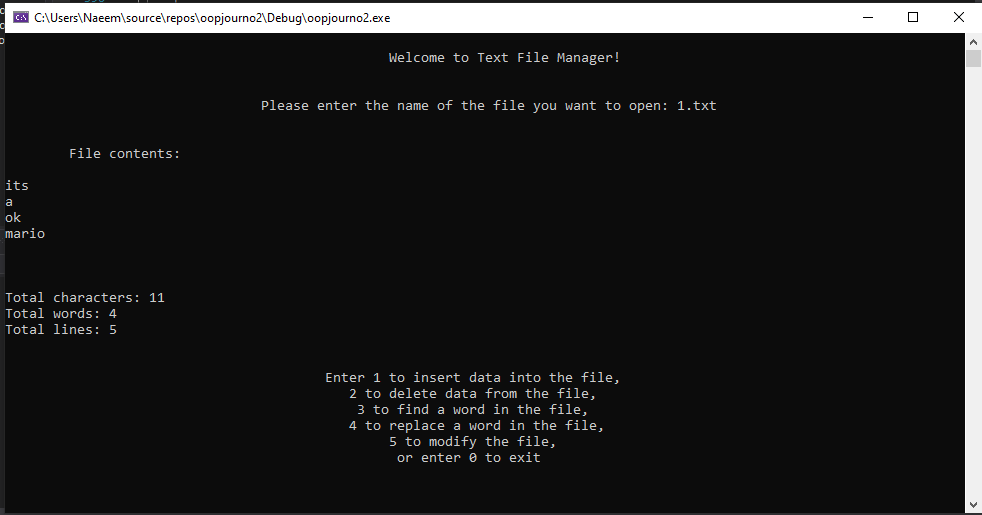 C:\Users\Naeem\source\repos\oopjourno2\Debug\oopjourno2.exe
Welcome to Text File Manager!
Please enter the name of the file you want to open: 1.txt
File contents:
its
a
ok
mario
Total characters: 11
Total words: 4
Total lines: 5
Enter 1 to insert data into the file,
2 to delete data from the file,
3 to find a word in the file,
4 to replace a word in the file,
5 to modify the file,
or enter 0 to exit